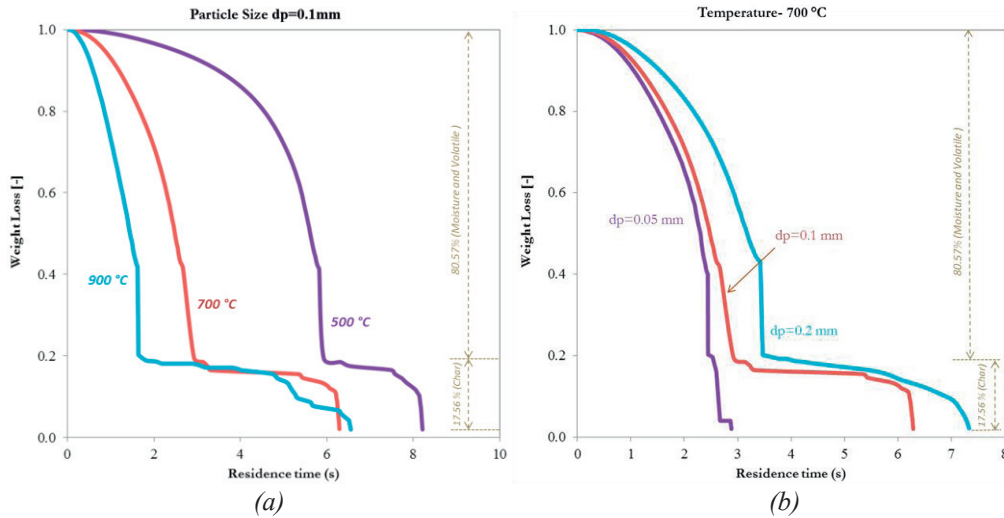 Particle Size dp=0.1mm
1.0
0.8
0.6
0.4
0.2
0.0
Weight Loss [-]
900 °C
700 °C
500 °C
80.57% (Moisture and Volatile )
17.56 % (Char)
0 2 4 6 8 10
Residence time (s)
(a)
Temperature- 700 °C
1.0
0.8
0.6
0.4
0.2
0.0
Weight Loss [-]
dp=0.05 mm
dp=0.1 mm
dp=0.2 mm
80.57% (Moisture and Volatile )
17.56 % (Char)
0 1 2 3 4 5 6 7 8
Residence time (s)
(b)